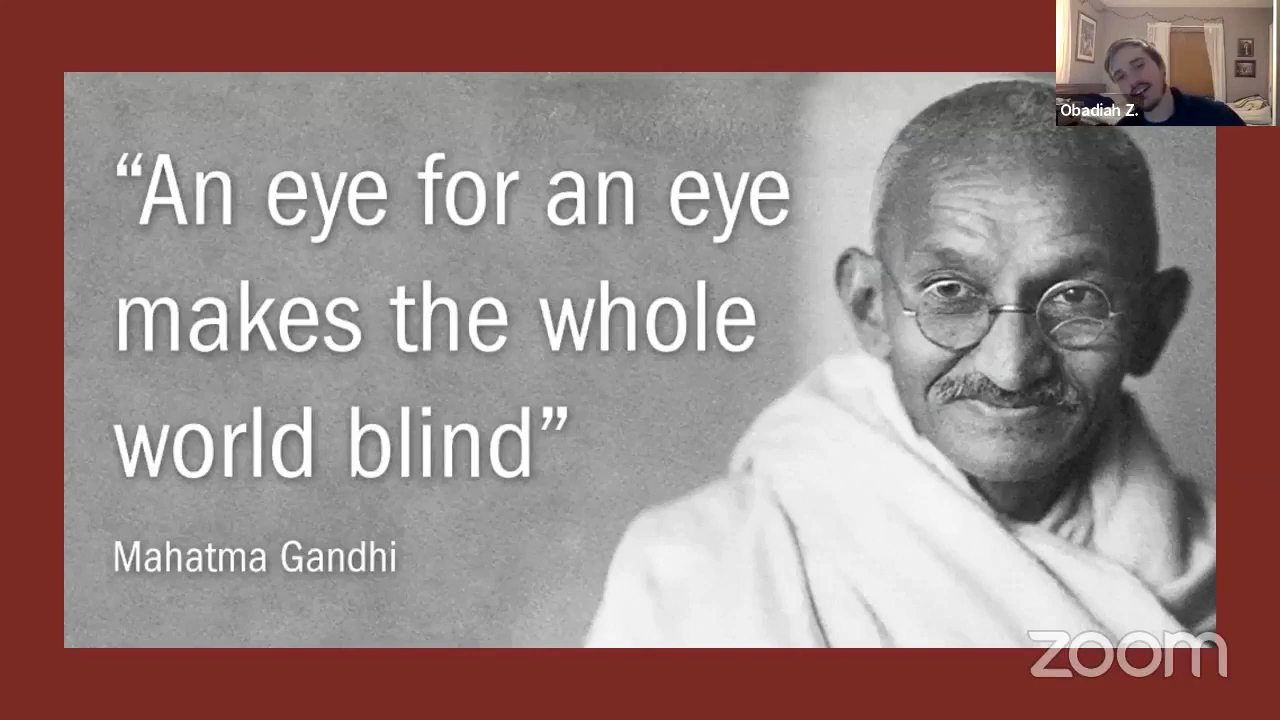 Obadiah Z.
“An eye for an eye
makes the whole
world blind”
Mahatma Gandhi
zoom